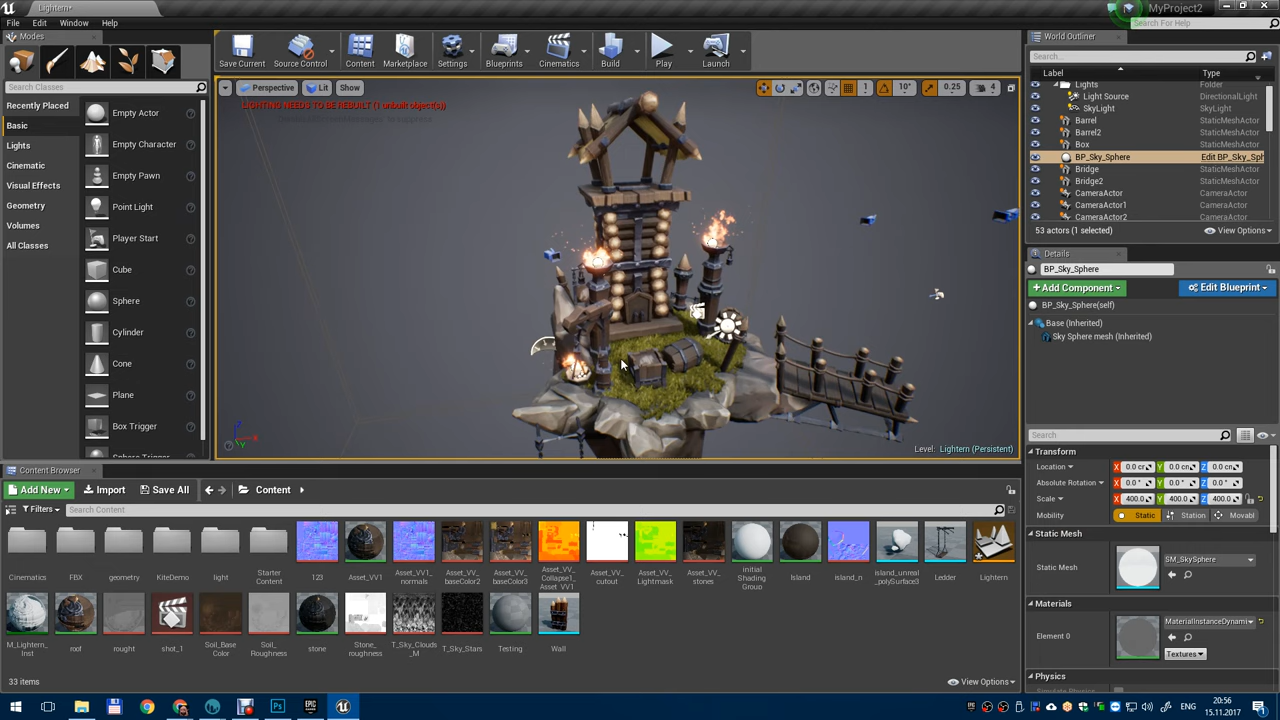 Lightern*
MyProject2
File Edit Window Help
Search For Help
Modes
Search Classes
Recently Placed
Basic
Lights
Cinematic
Visual Effects
Geometry
Volumes
All Classes
Empty Actor
Empty Character
Empty Pawn
Point Light
Player Start
Cube
Sphere
Cylinder
Cone
Plane
Box Trigger
Sphere Trigger
Save Current
Source Control
Content
Marketplace
Settings
Blueprints
Cinematics
Build
Play
Launch
Perspective
Lit
Show
1
10°
0.25
4
LIGHTING NEEDS TO BE REBUILT (1 unbuilt object(s))
Level: Lightern (Persistent)
World Outliner
Search...
Label Type
Lights Folder
Light Source DirectionalLight
SkyLight SkyLight
Barrel StaticMeshActor
Barrel2 StaticMeshActor
Box StaticMeshActor
BP_Sky_Sphere Edit BP_Sky_Sph
Bridge StaticMeshActor
Bridge2 StaticMeshActor
CameraActor CameraActor
CameraActor1 CameraActor
CameraActor2 CameraActor
53 actors (1 selected)
View Options
Details
BP_Sky_Sphere
+Add Component
Edit Blueprint
BP_Sky_Sphere(self)
Base (Inherited)
Sky Sphere mesh (Inherited)
Search
Transform
Location X 0.0 cm Y 0.0 cm Z 0.0 cm
Absolute Rotation X 0.0 ° Y 0.0 ° Z 0.0 °
Scale X 400.0 Y 400.0 Z 400.0
Mobility Static Station Movabl
Static Mesh
Static Mesh SM_SkySphere
Materials
Element 0 MaterialInstanceDynami
Textures
Physics
Content Browser
Add New Import Save All Content
Filters Search Content
Cinematics
FBX
geometry
KiteDemo
light
Starter
Content
123
Asset_VV1
Asset_VV1
_normals
Asset_VV_
baseColor2
Asset_VV_
baseColor3
Asset_VV_
Collapse1_
Asset_VV1
Asset_VV_
cutout
Asset_VV_
Lightmask
Asset_VV_
stones
initial
Shading
Group
Island
island_n
island_unreal
_polySurface3
Ledder
Lightern
M_Lightern_
Inst
roof
rought
shot_1
Soil_Base
Color
Soil_
Roughness
stone
Stone_
roughness
T_Sky_Clouds
_M
T_Sky_Stars
Testing
Wall
33 items
View Options
ENG
20:56
15.11.2017